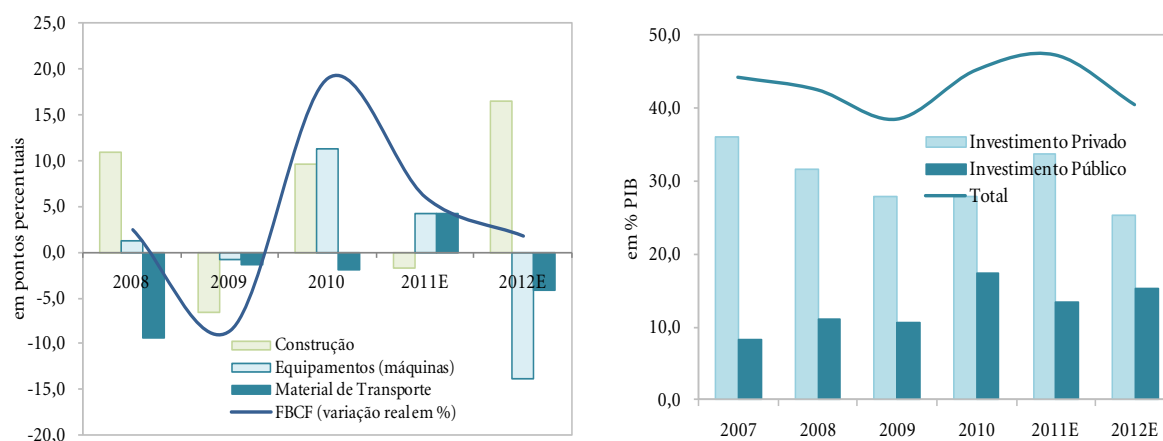 25,0
20,0
15,0
10,0
5,0
0,0
-5,0
-10,0
-15,0
-20,0
em pontos percentuais
2008
2009
2010
2011E
2012E
Construção
Equipamentos (máquinas)
Material de Transporte
FBCF (variação real em %)
50,0
40,0
30,0
20,0
10,0
0,0
em % PIB
Investimento Privado
Investimento Público
Total
2007
2008
2009
2010
2011E
2012E